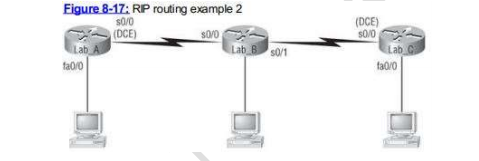 Figure 8-17: RIP routing example 2
s0/0
(DCE)
Lab_A
fa0/0
s0/0
Lab_B
s0/1
(DCE)
s0/0
Lab_C
fa0/0